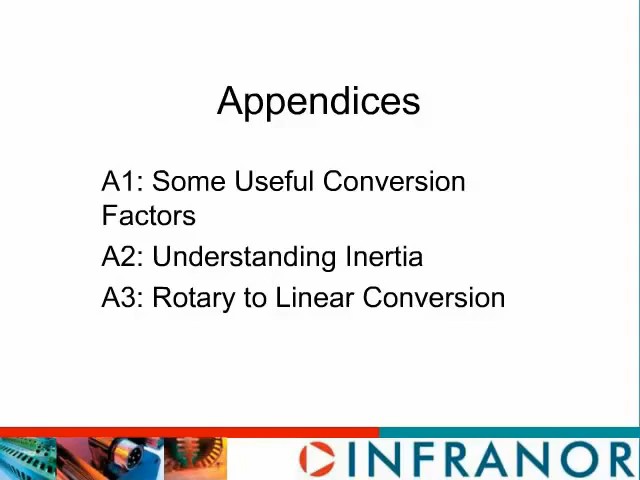 Appendices
A1: Some Useful Conversion
Factors
A2: Understanding Inertia
A3: Rotary to Linear Conversion
INFRANOR